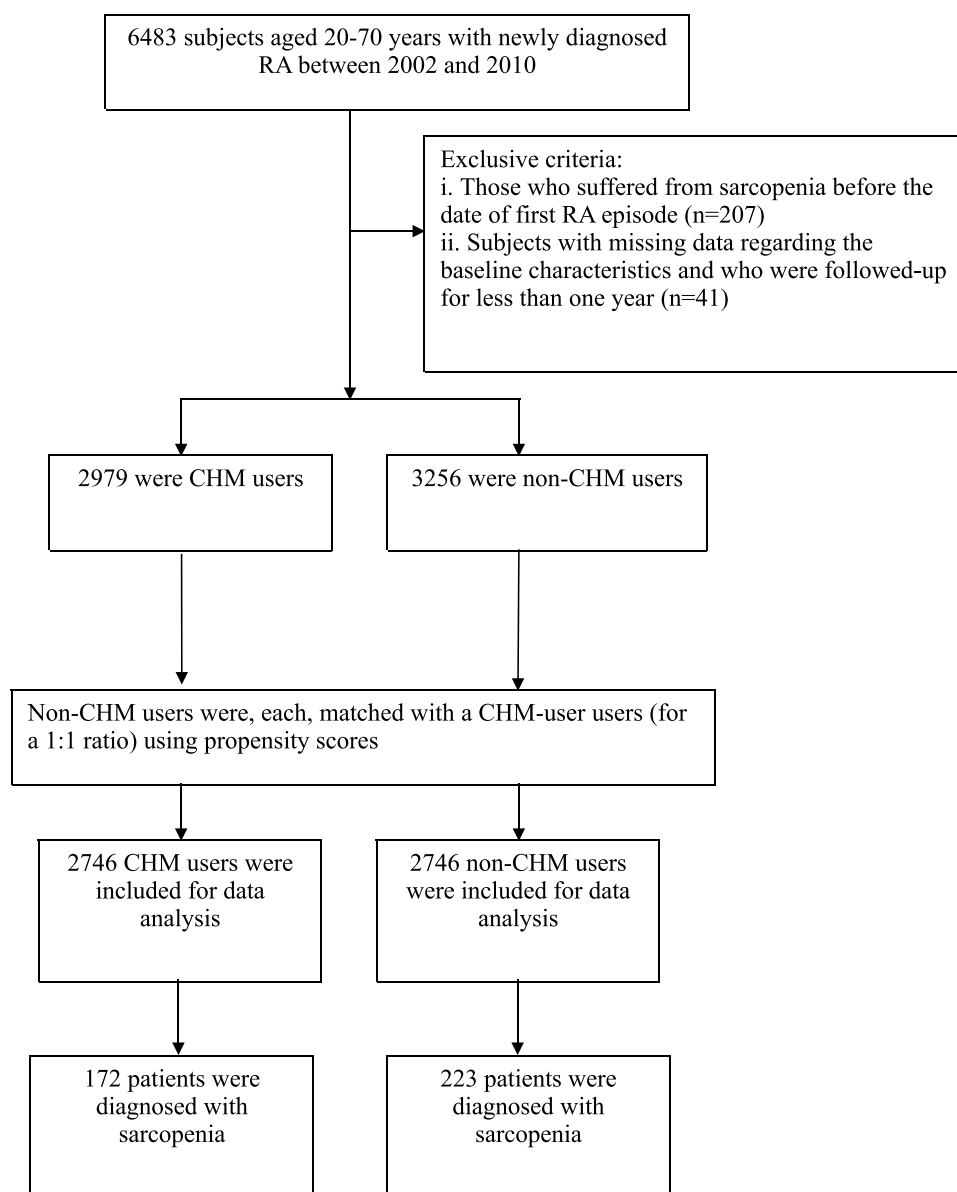 6483 subjects aged 20-70 years with newly diagnosed
RA between 2002 and 2010
Exclusive criteria:
i. Those who suffered from sarcopenia before the
date of first RA episode (n=207)
ii. Subjects with missing data regarding the
baseline characteristics and who were followed-up
for less than one year (n=41)
2979 were CHM users
3256 were non-CHM users
Non-CHM users were, each, matched with a CHM-user users (for
a 1:1 ratio) using propensity scores
2746 CHM users were
included for data
analysis
2746 non-CHM users
were included for data
analysis
172 patients were
diagnosed with
sarcopenia
223 patients were
diagnosed with
sarcopenia